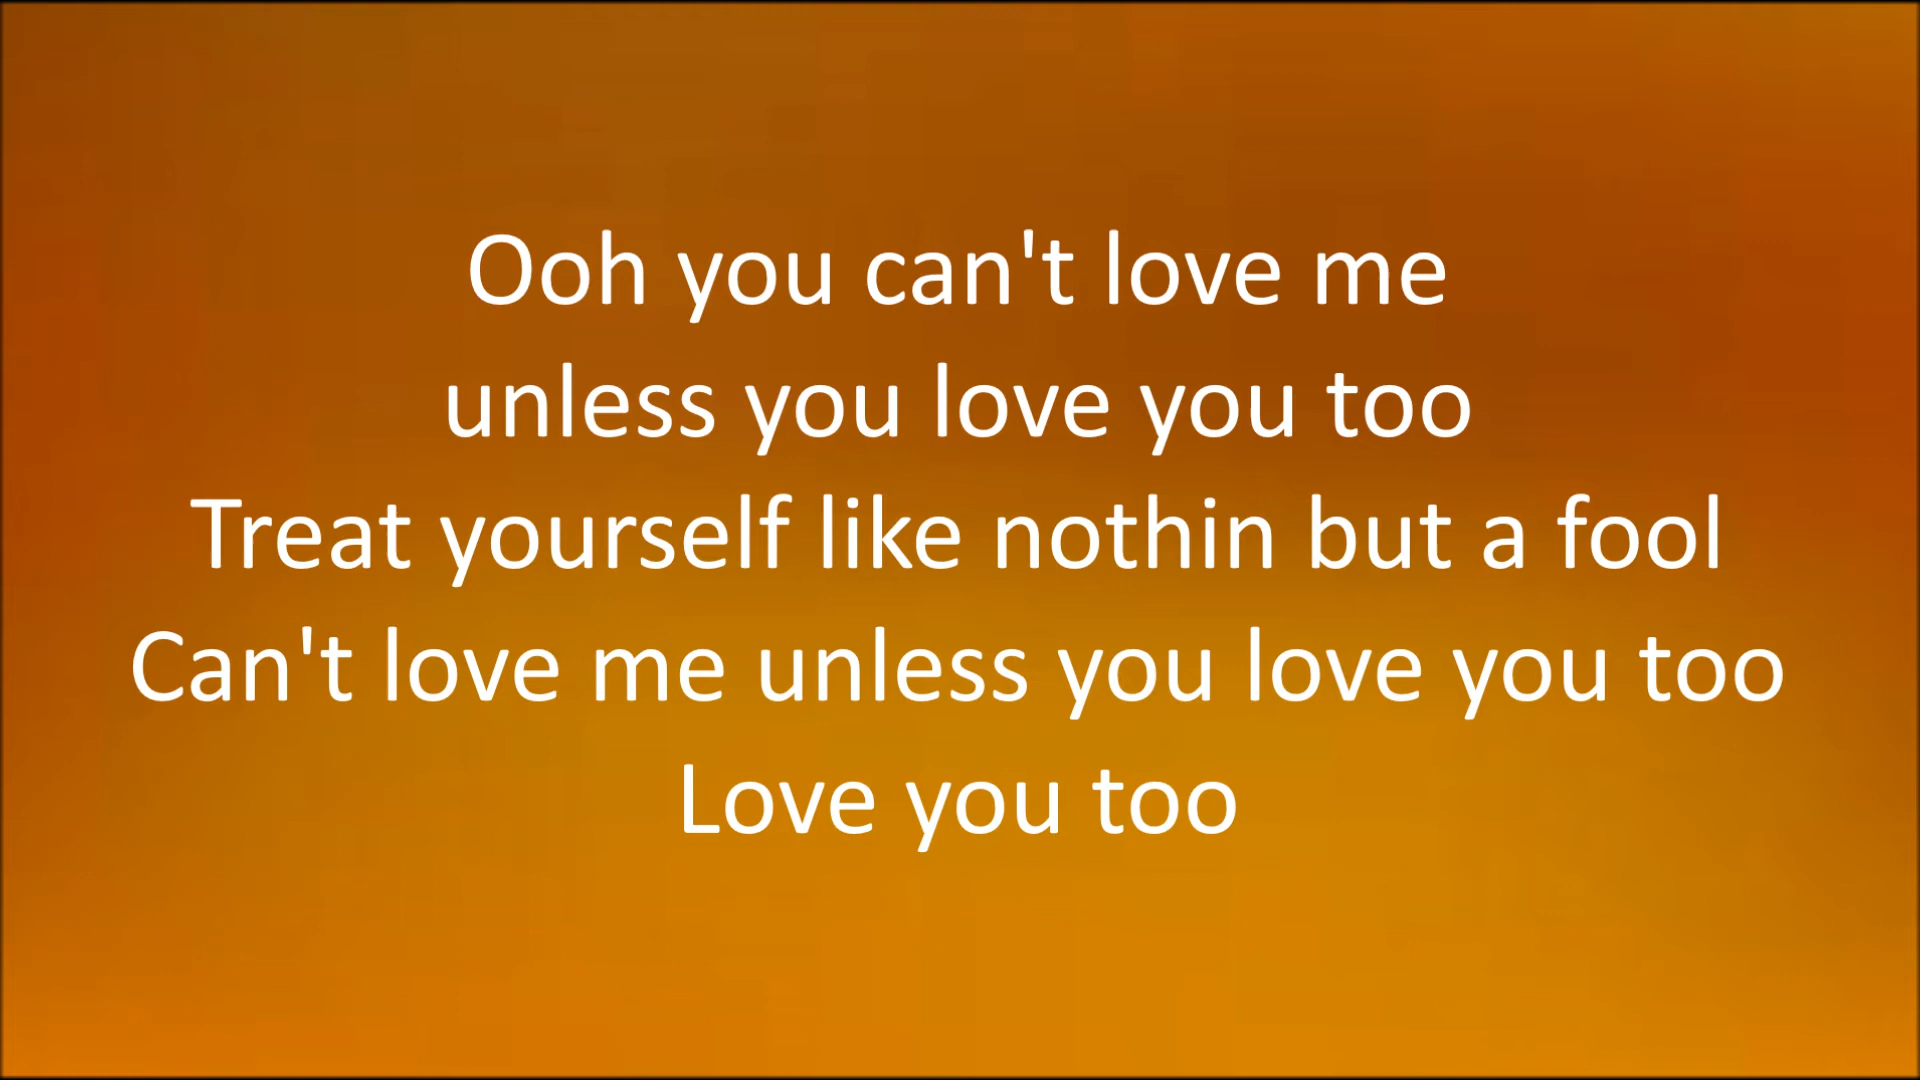 Ooh you can't love me
unless you love you too
Treat yourself like nothin but a fool
Can't love me unless you love you too
Love you too